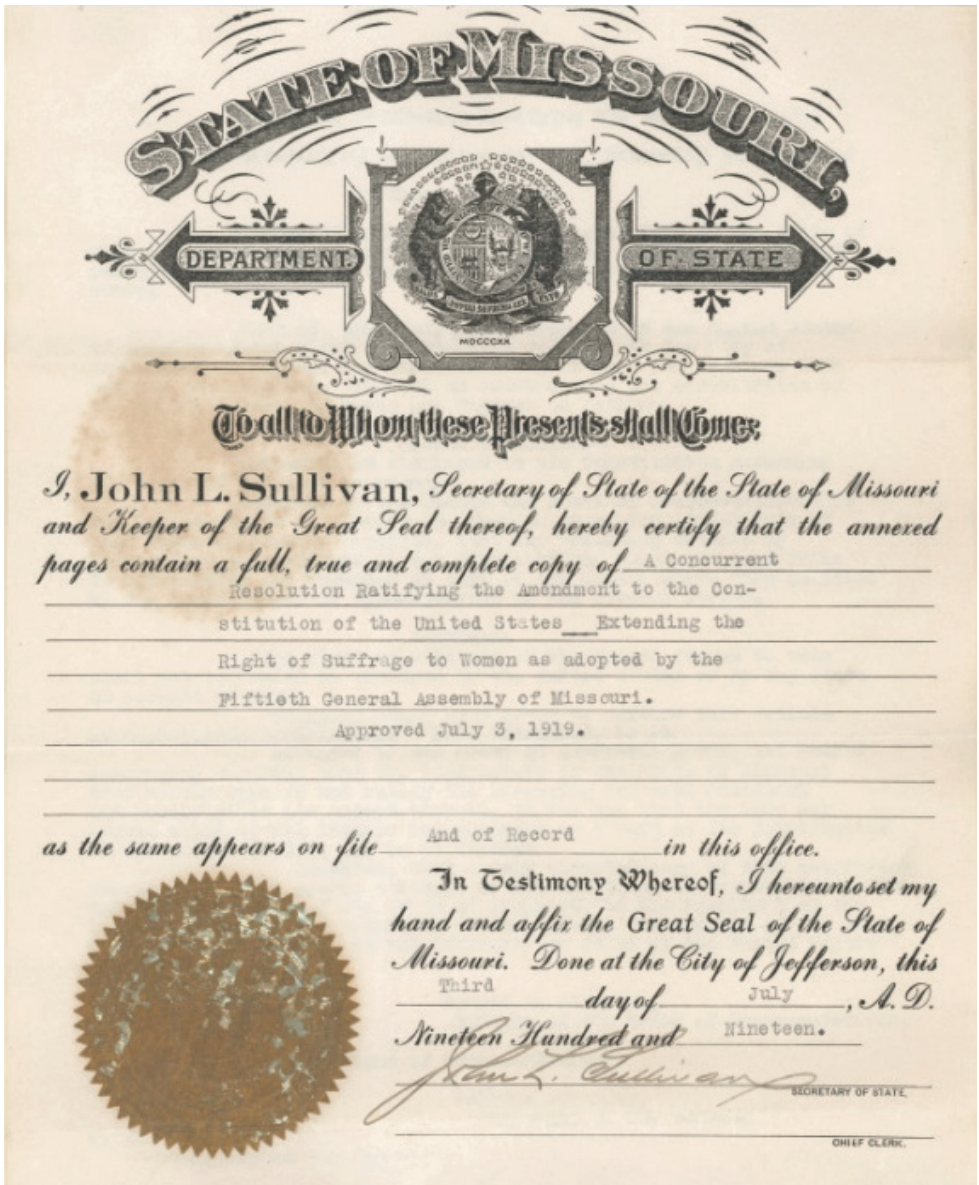 STATE OF MISSOURI,
DEPARTMENT. OF STATE
MDCCCXX
To all to Whom these Presents shall Come:
I, John L. Sullivan, Secretary of State of the State of Missouri
and Keeper of the Great Seal thereof, hereby certify that the annexed
pages contain a full, true and complete copy of A Concurrent
Resolution Ratifying the Amendment to the Con-
stitution of the United States__Extending the
Right of Suffrage to Women as adopted by the
Fiftieth General Assembly of Missouri.
Approved July 3, 1919.
as the same appears on file And of Record in this office.
In Testimony Whereof, I hereunto set my
hand and affix the Great Seal of the State of
Missouri. Done at the City of Jefferson, this
Third day of July, A. D.
Nineteen Hundred and Nineteen.
John L. Sullivan
SECRETARY OF STATE.
CHIEF CLERK.